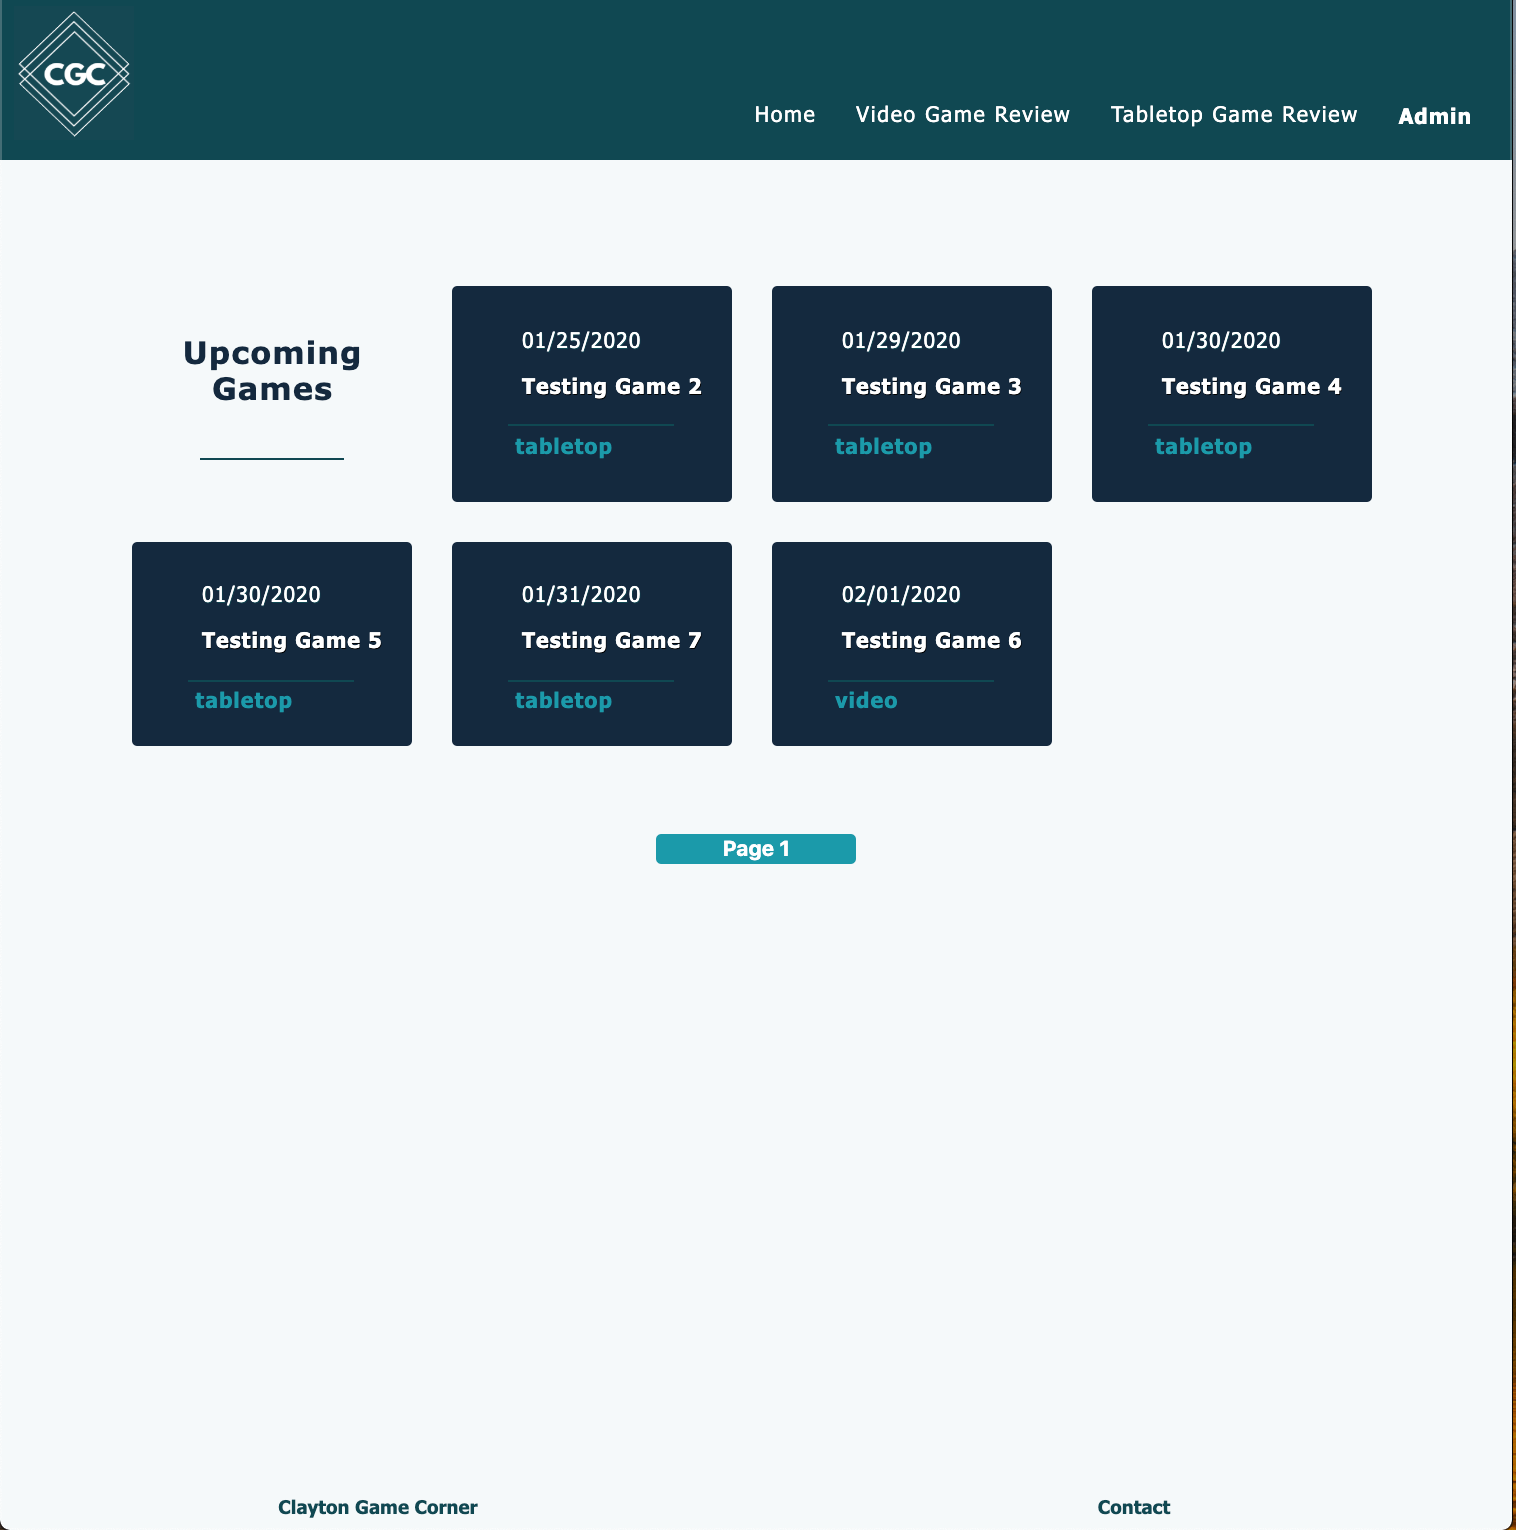 CGC
Home Video Game Review Tabletop Game Review Admin
Upcoming
Games
01/25/2020
Testing Game 2
tabletop
01/29/2020
Testing Game 3
tabletop
01/30/2020
Testing Game 4
tabletop
01/30/2020
Testing Game 5
tabletop
01/31/2020
Testing Game 7
tabletop
02/01/2020
Testing Game 6
video
Page 1
Clayton Game Corner
Contact